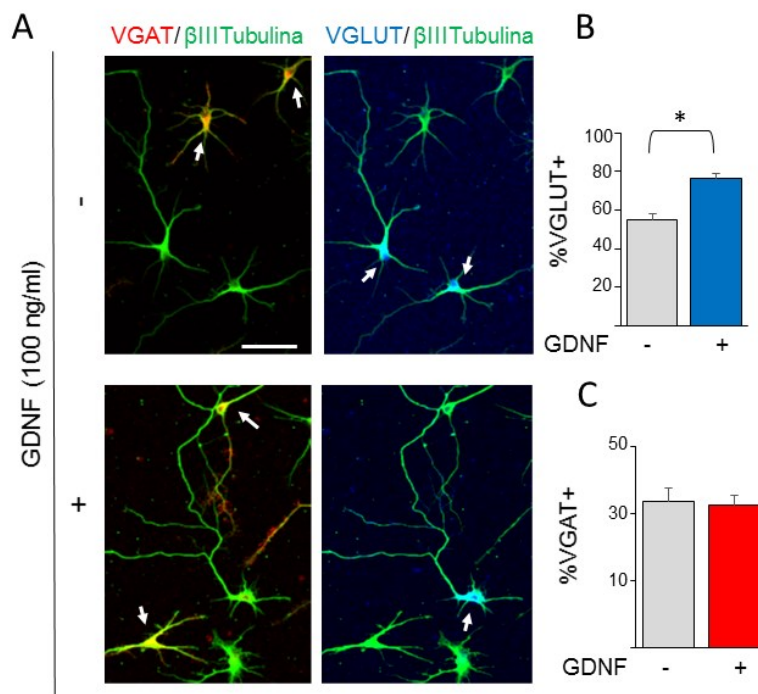 A
VGAT/βIIITubulina VGLUT/βIIITubulina
GDNF (100 ng/ml)
-
+
B
%VGLUT+
100
80
60
40
20
*
GDNF - +
C
%VGAT+
50
30
10
GDNF - +